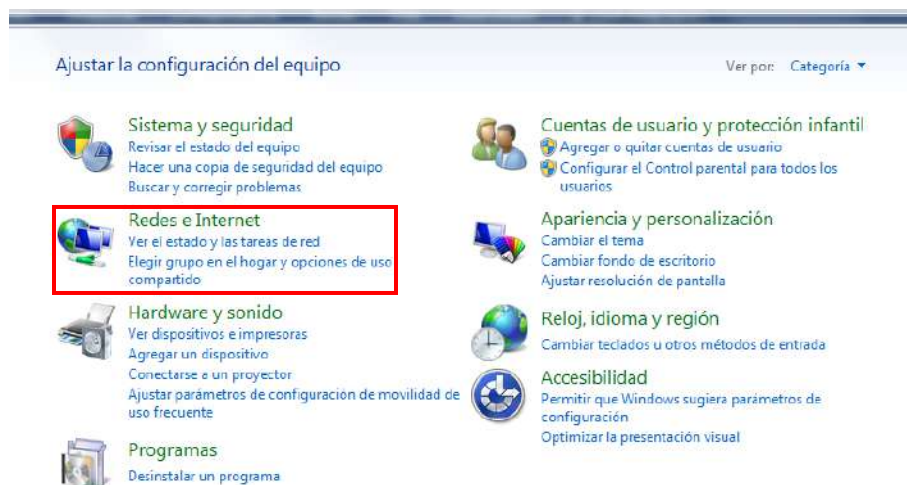 Ajustar la configuración del equipo
Ver por: Categoría
Sistema y seguridad
Revisar el estado del equipo
Hacer una copia de seguridad del equipo
Buscar y corregir problemas
Redes e Internet
Ver el estado y las tareas de red
Elegir grupo en el hogar y opciones de uso
compartido
Hardware y sonido
Ver dispositivos e impresoras
Agregar un dispositivo
Conectarse a un proyector
Ajustar parámetros de configuración de movilidad de
uso frecuente
Programas
Desinstalar un programa
Cuentas de usuario y protección infantil
Agregar o quitar cuentas de usuario
Configurar el Control parental para todos los
usuarios
Apariencia y personalización
Cambiar el tema
Cambiar fondo de escritorio
Ajustar resolución de pantalla
Reloj, idioma y región
Cambiar teclados u otros métodos de entrada
Accesibilidad
Permitir que Windows sugiera parámetros de
configuración
Optimizar la presentación visual